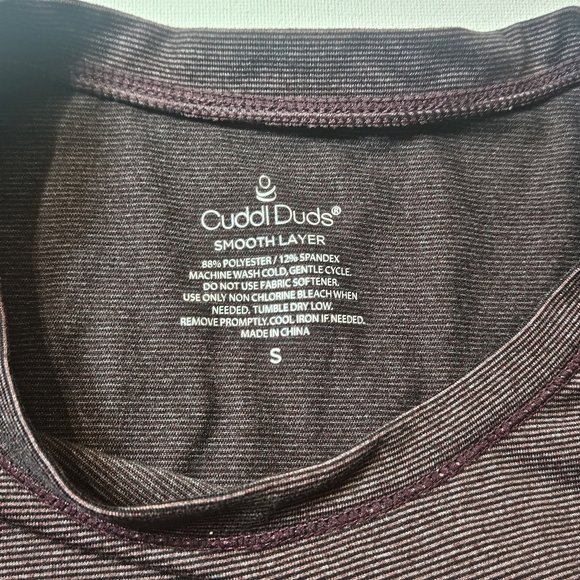 Cuddl Duds®
SMOOTH LAYER
88% POLYESTER / 12% SPANDEX
MACHINE WASH COLD, GENTLE CYCLE.
DO NOT USE FABRIC SOFTENER.
USE ONLY NON CHLORINE BLEACH WHEN
NEEDED. TUMBLE DRY LOW.
REMOVE PROMPTLY. COOL IRON IF NEEDED.
MADE IN CHINA
S